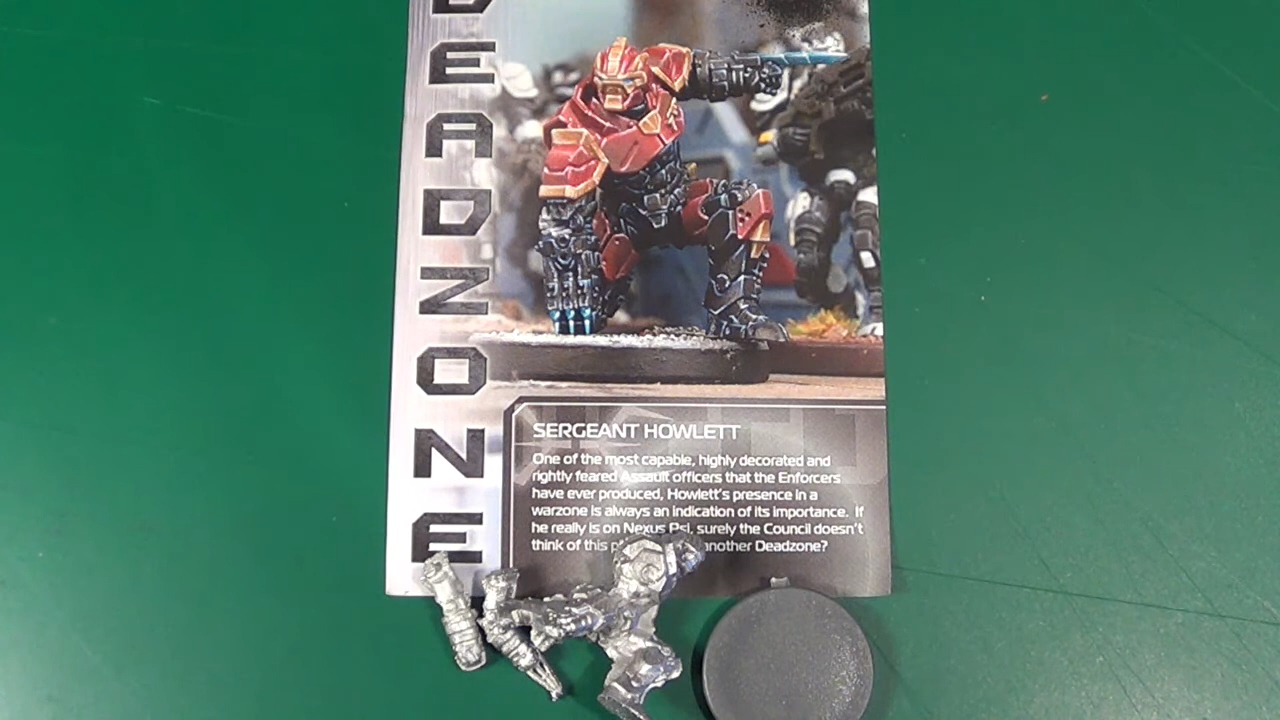 DEADZONE
SERGEANT HOWLETT
One of the most capable, highly decorated and
rightly feared Assault officers that the Enforcers
have ever produced, Howlett's presence in a
warzone is always an indication of its importance. If
he really is on Nexus Psi, surely the Council doesn't
think of this another Deadzone?